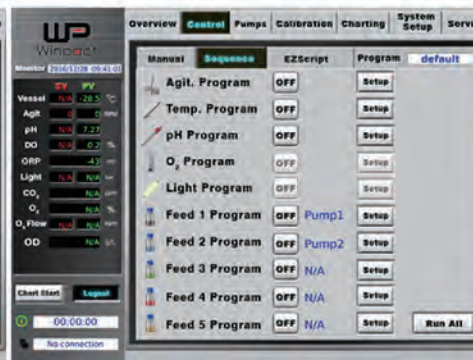 WP
Winpact
Monitor 2016/12/28 09:41:01
SV PV
Vessel N/A -28.5 °C
Agit 0 0 RPM
pH N/A 7.27
DO N/A 0.2 %
ORP -43
Light N/A N/A
CO₂ N/A
O₂ N/A %
O₂ Flow N/A N/A
OD N/A
Chart Start Logout
00:00:00
No connection
Overview Control Pumps Calibration Charting System Setup Servi
Manual Sequence EZScript Program default
Agit. Program OFF Setup
Temp. Program OFF Setup
pH Program OFF Setup
O₂ Program OFF Setup
Light Program OFF Setup
Feed 1 Program OFF Pump1 Setup
Feed 2 Program OFF Pump2 Setup
Feed 3 Program OFF N/A Setup
Feed 4 Program OFF N/A Setup
Feed 5 Program OFF N/A Setup Run All